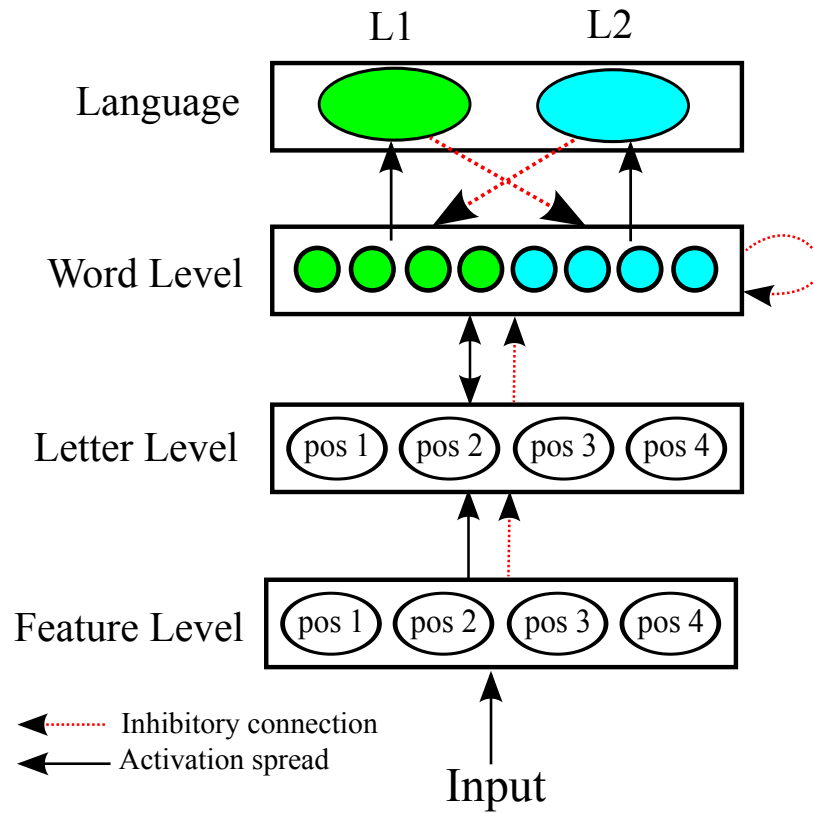 L1 L2
Language
Word Level
Letter Level
pos 1 pos 2 pos 3 pos 4
Feature Level
pos 1 pos 2 pos 3 pos 4
Inhibitory connection
Activation spread
Input